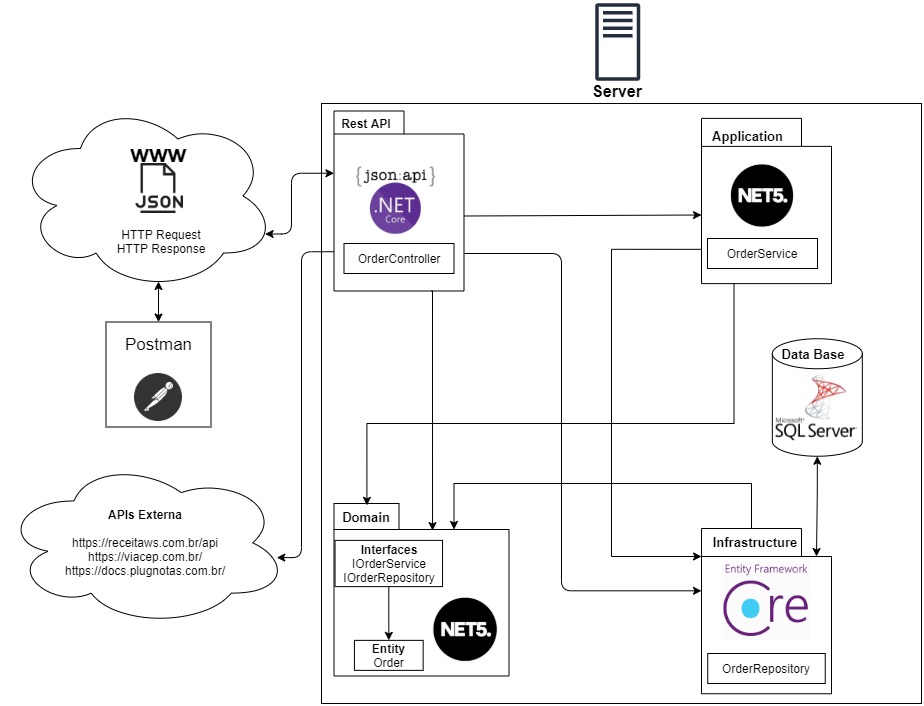 Server
Rest API
{json:api}
.NET
Core
OrderController
Application
NET5.
OrderService
WWW
JSON
HTTP Request
HTTP Response
Postman
Data Base
Microsoft®
SQL Server
APIs Externa
https://receitaws.com.br/api
https://viacep.com.br/
https://docs.plugnotas.com.br/
Domain
Interfaces
IOrderService
IOrderRepository
NET5.
Entity
Order
Infrastructure
Entity Framework
Core
OrderRepository